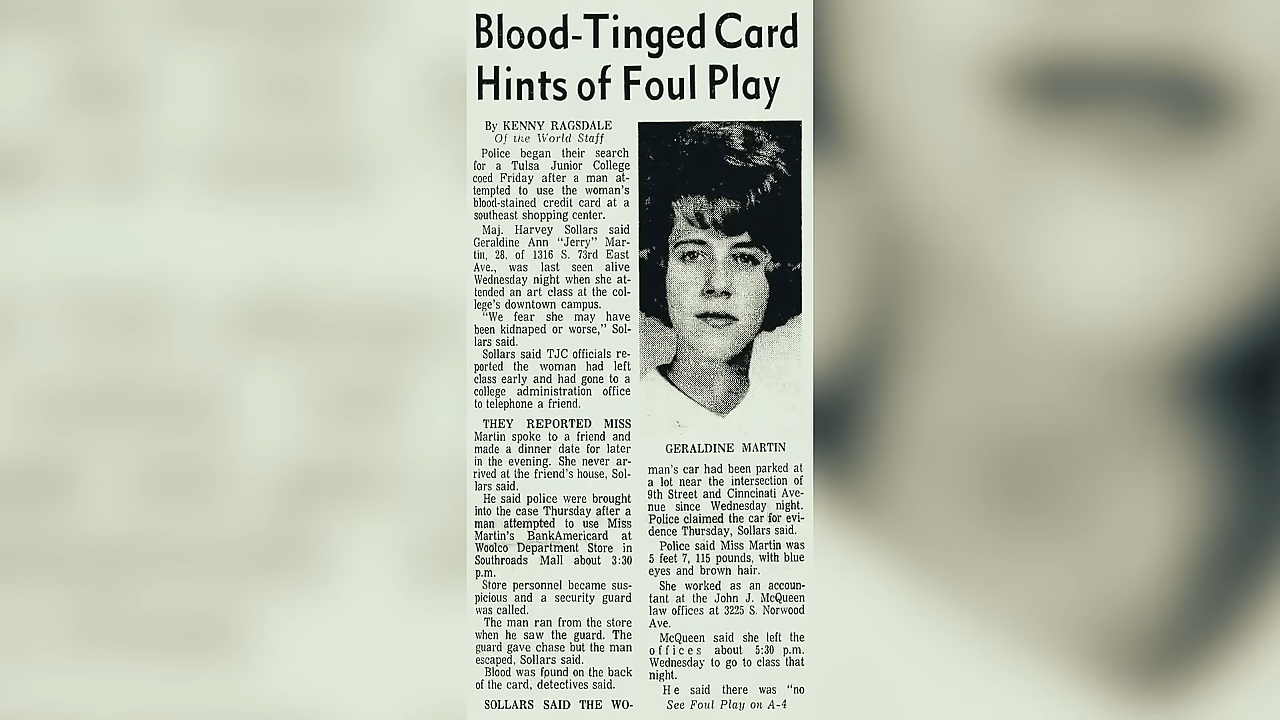 Blood-Tinged Card
Hints of Foul Play
By KENNY RAGSDALE
Of the World Staff
Police began their search
for a Tulsa Junior College
coed Friday after a man at-
tempted to use the woman's
blood-stained credit card at a
southeast shopping center.
Maj. Harvey Sollars said
Geraldine Ann "Jerry" Mar-
tin, 28, of 1316 S. 73rd East
Ave., was last seen alive
Wednesday night when she at-
tended an art class at the col-
lege's downtown campus.
"We fear she may have
been kidnaped or worse," Sol-
lars said.
Sollars said TJC officials re-
ported the woman had left
class early and had gone to a
college administration office
to telephone a friend.
THEY REPORTED MISS
Martin spoke to a friend and
made a dinner date for later
in the evening. She never ar-
rived at the friend's house, Sol-
lars said.
He said police were brought
into the case Thursday after a
man attempted to use Miss
Martin's BankAmericard at
Woolco Department Store in
Southroads Mall about 3:30
p.m.
Store personnel became sus-
picious and a security guard
was called.
The man ran from the store
when he saw the guard. The
guard gave chase but the man
escaped, Sollars said.
Blood was found on the back
of the card, detectives said.
SOLLARS SAID THE WO-
GERALDINE MARTIN
man's car had been parked at
a lot near the intersection of
9th Street and Cinncinati Ave-
nue since Wednesday night.
Police claimed the car for evi-
dence Thursday, Sollars said.
Police said Miss Martin was
5 feet 7, 115 pounds, with blue
eyes and brown hair.
She worked as an accoun-
tant at the John J. McQueen
law offices at 3225 S. Norwood
Ave.
McQueen said she left the
offices about 5:30 p.m.
Wednesday to go to class that
night.
He said there was "no
See Foul Play on A-4